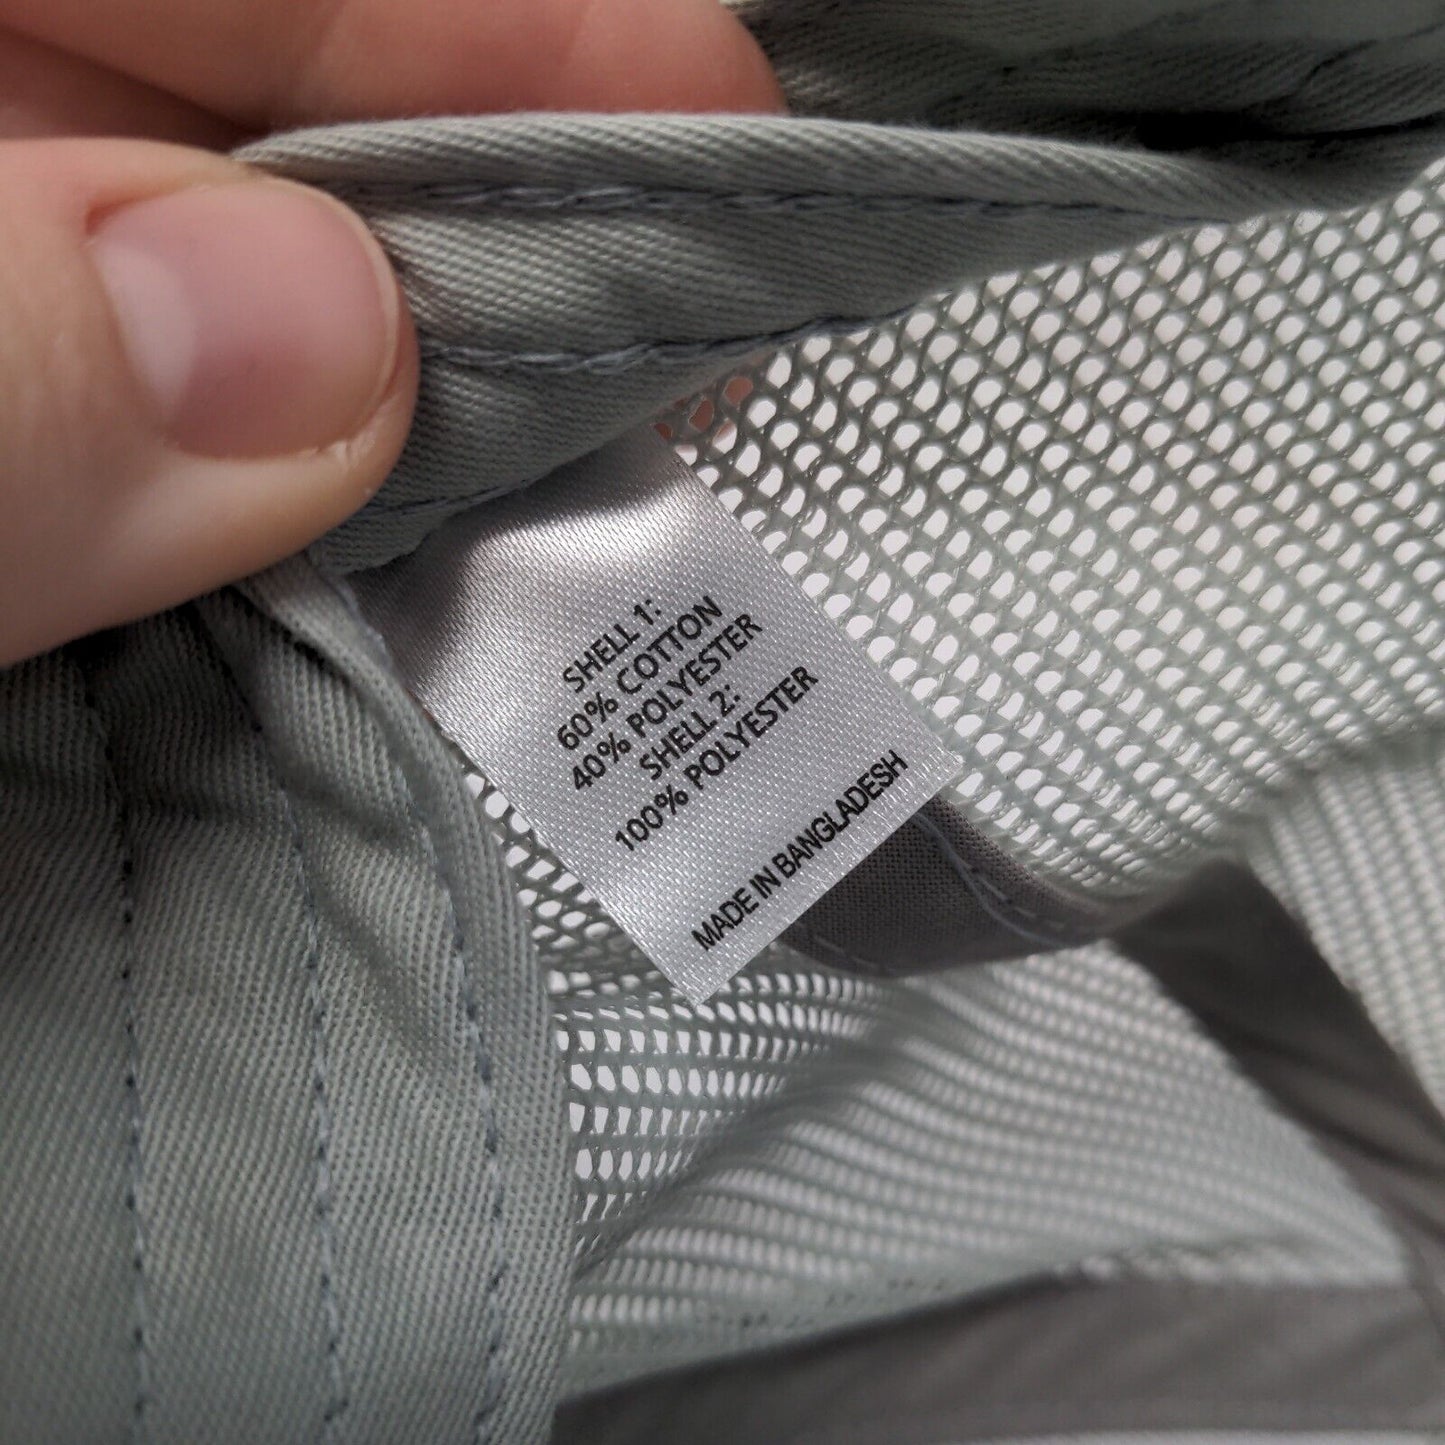 SHELL 1:
60% COTTON
40% POLYESTER
SHELL 2:
100% POLYESTER
MADE IN BANGLADESH